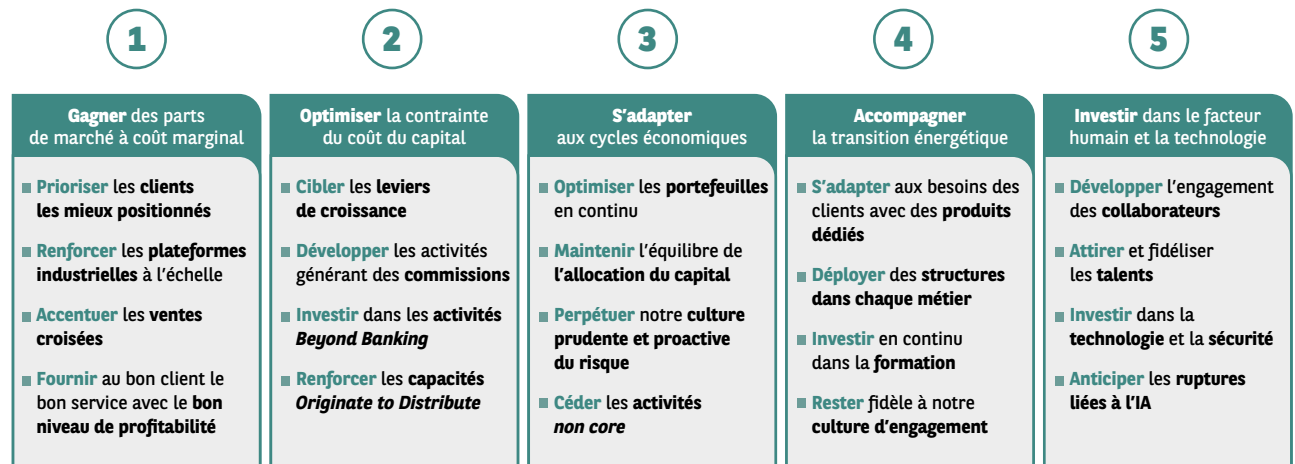 1
Gagner des parts
de marché à coût marginal
Prioriser les clients
les mieux positionnés
Renforcer les plateformes
industrielles à l'échelle
Accentuer les ventes
croisées
Fournir au bon client le
bon service avec le bon
niveau de profitabilité
2
Optimiser la contrainte
du coût du capital
Cibler les leviers
de croissance
Développer les activités
générant des commissions
Investir dans les activités
Beyond Banking
Renforcer les capacités
Originate to Distribute
3
S'adapter
aux cycles économiques
Optimiser les portefeuilles
en continu
Maintenir l'équilibre de
l'allocation du capital
Perpétuer notre culture
prudente et proactive
du risque
Céder les activités
non core
4
Accompagner
la transition énergétique
S'adapter aux besoins des
clients avec des produits
dédiés
Déployer des structures
dans chaque métier
Investir en continu
dans la formation
Rester fidèle à notre
culture d'engagement
5
Investir dans le facteur
humain et la technologie
Développer l'engagement
des collaborateurs
Attirer et fidéliser
les talents
Investir dans la
technologie et la sécurité
Anticiper les ruptures
liées à l'IA